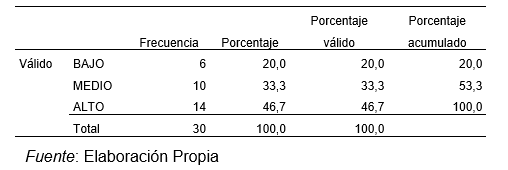 Porcentaje Porcentaje
Frecuencia Porcentaje válido acumulado
Válido BAJO 6 20,0 20,0 20,0
MEDIO 10 33,3 33,3 53,3
ALTO 14 46,7 46,7 100,0
Total 30 100,0 100,0
Fuente: Elaboración Propia